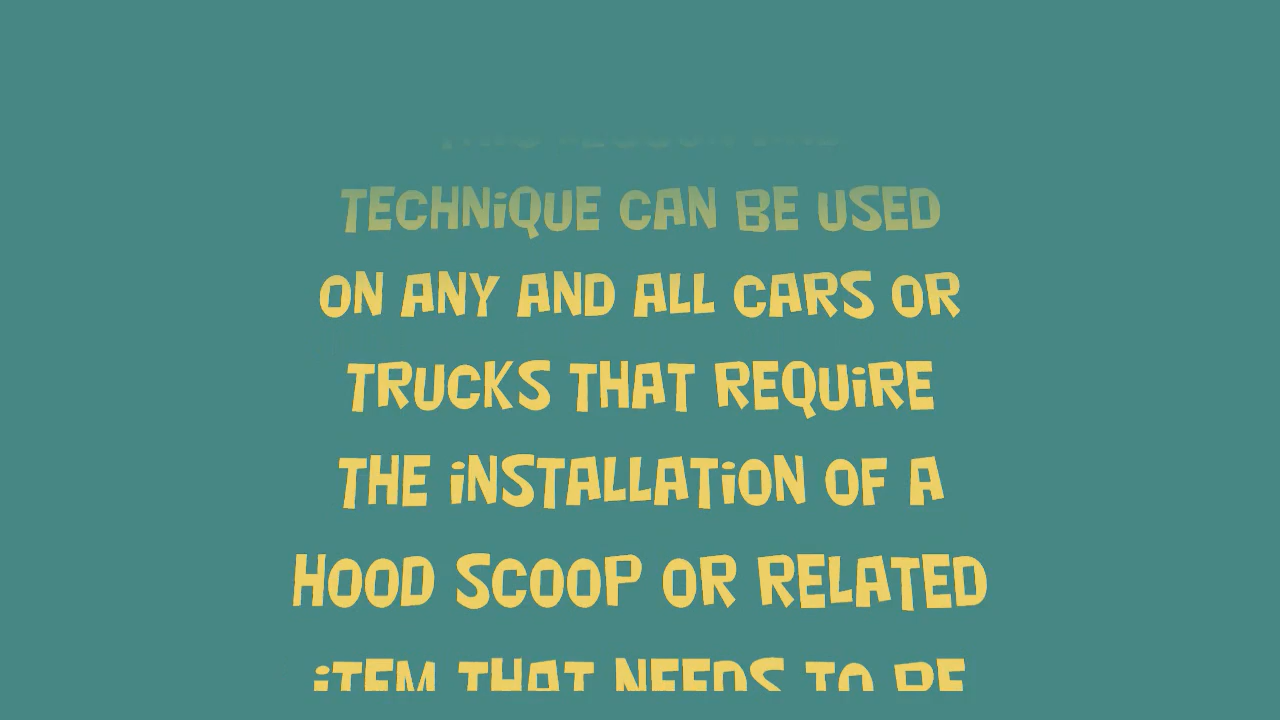 TECHNiQUE CAN BE USED
ON ANY AND ALL CARS OR
TRUCKS THAT REQUiRE
THE iNSTALLATiON OF A
HOOD SCOOP OR RELATED
iTEM THAT NEEDS TO BE